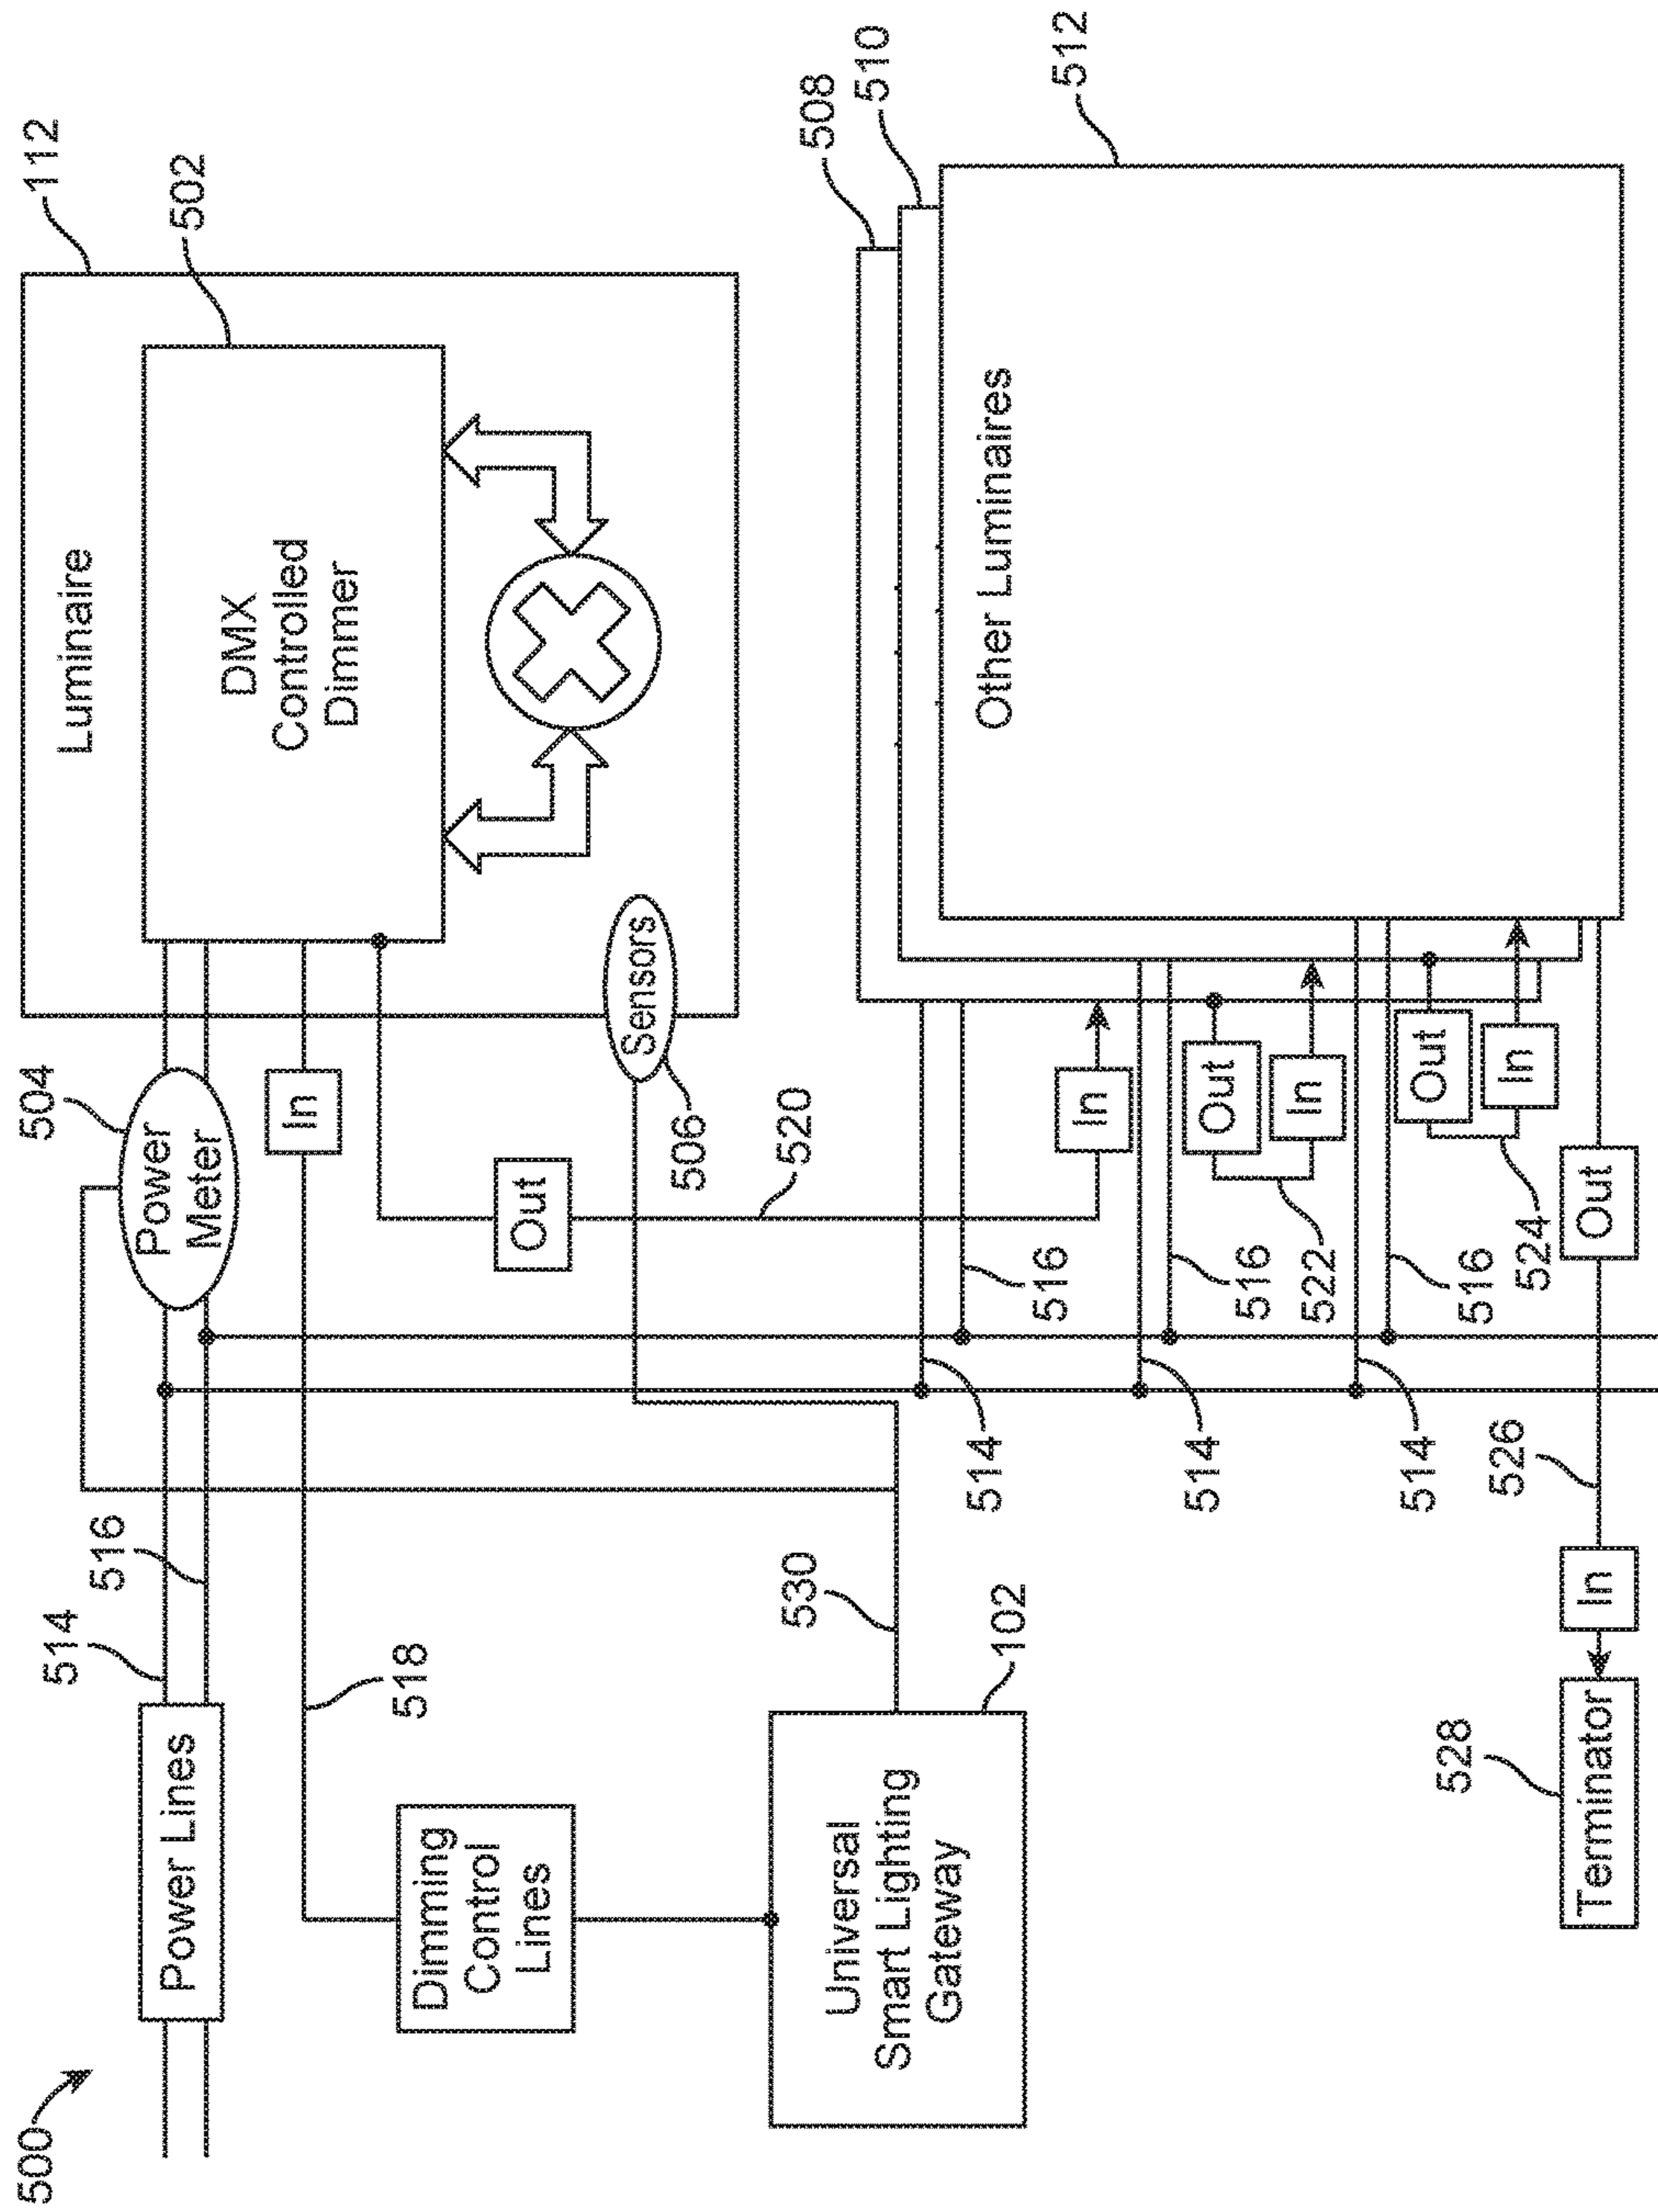 500
Power Lines
514
516
Power
Meter
504
Luminaire
112
DMX
Controlled
Dimmer
502
In
518
Dimming
Control
Lines
Out
520
Sensors
506
Universal
Smart Lighting
Gateway
102
530
508
510
512
Other Luminaires
514
516
In
514
516
Out
In
522
514
516
Out
In
524
Out
526
In
Terminator
528